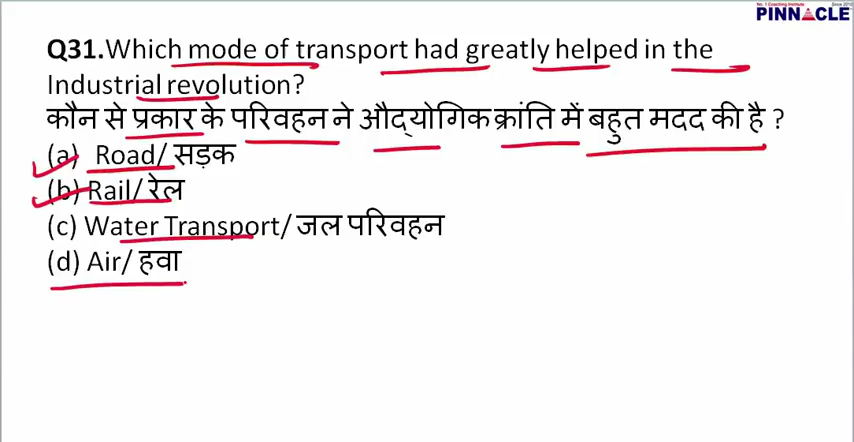 No. 1 Coaching Institute Since 2010
PINNACLE
Q31.Which mode of transport had greatly helped in the
Industrial revolution?
कौन से प्रकार के परिवहन ने औद्योगिक क्रांति में बहुत मदद की है ?
(a) Road/ सड़क
(b) Rail/ रेल
(c) Water Transport/ जल परिवहन
(d) Air/ हवा